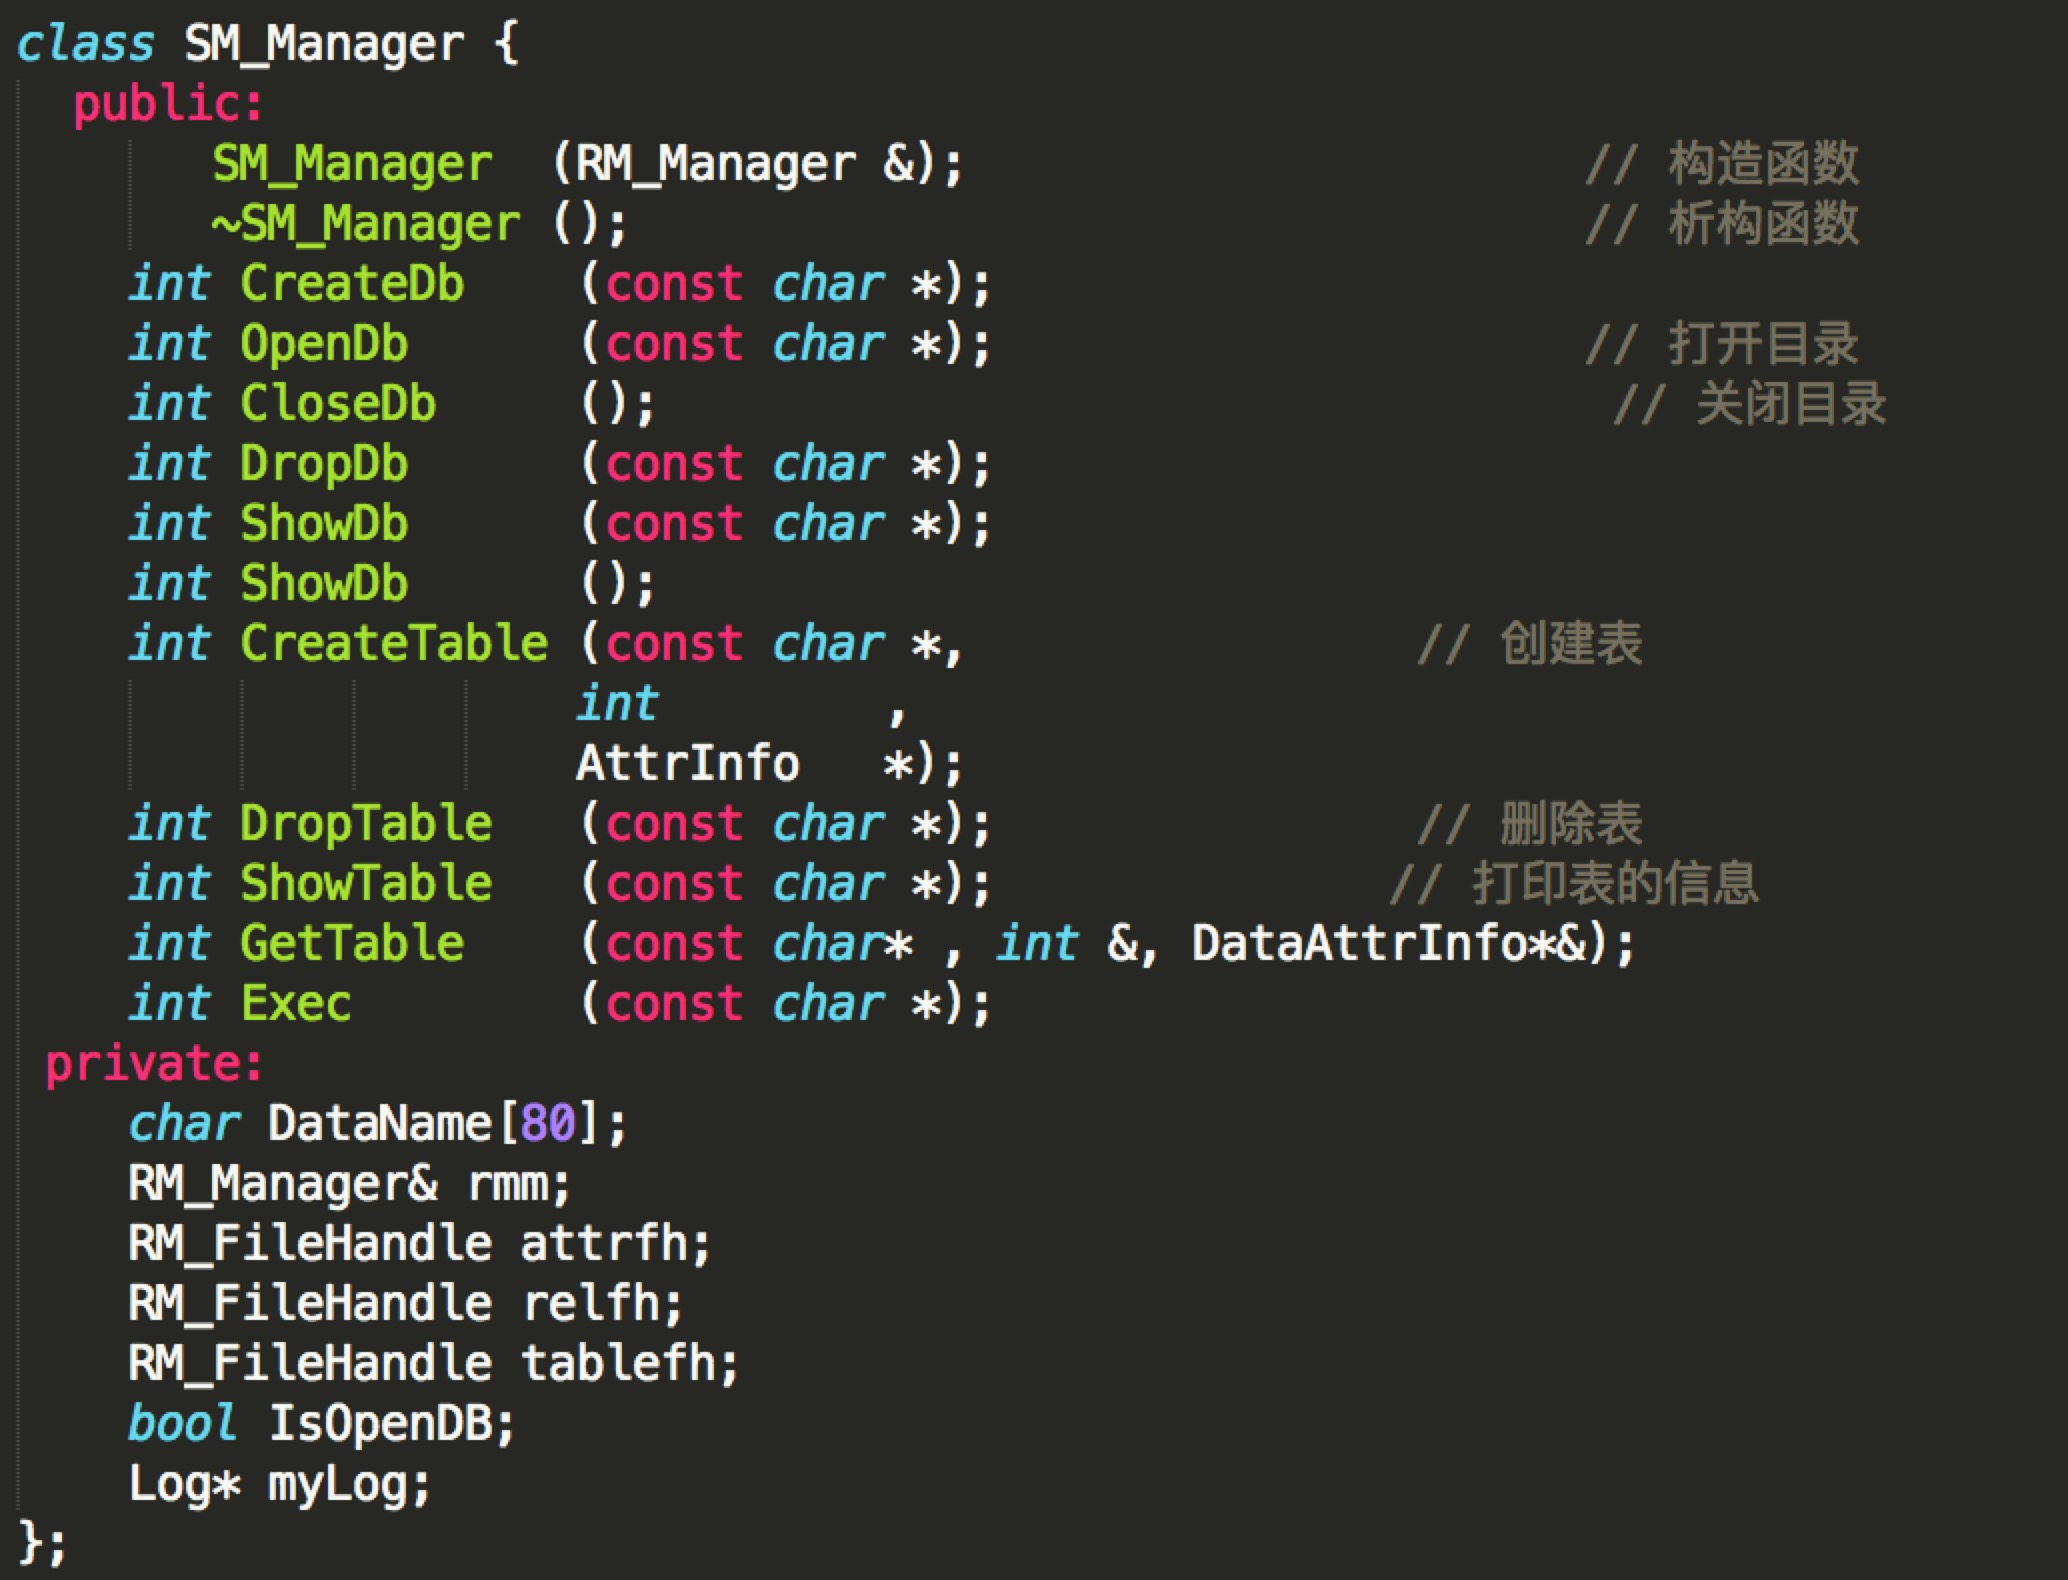 class SM_Manager {
public:
SM_Manager (RM_Manager &); // 构造函数
~SM_Manager (); // 析构函数
int CreateDb (const char *);
int OpenDb (const char *); // 打开目录
int CloseDb (); // 关闭目录
int DropDb (const char *);
int ShowDb (const char *);
int ShowDb ();
int CreateTable (const char *, // 创建表
int ,
AttrInfo *);
int DropTable (const char *); // 删除表
int ShowTable (const char *); // 打印表的信息
int GetTable (const char* , int &, DataAttrInfo*&);
int Exec (const char *);
private:
char DataName[80];
RM_Manager& rmm;
RM_FileHandle attrfh;
RM_FileHandle relfh;
RM_FileHandle tablefh;
bool IsOpenDB;
Log* myLog;
};